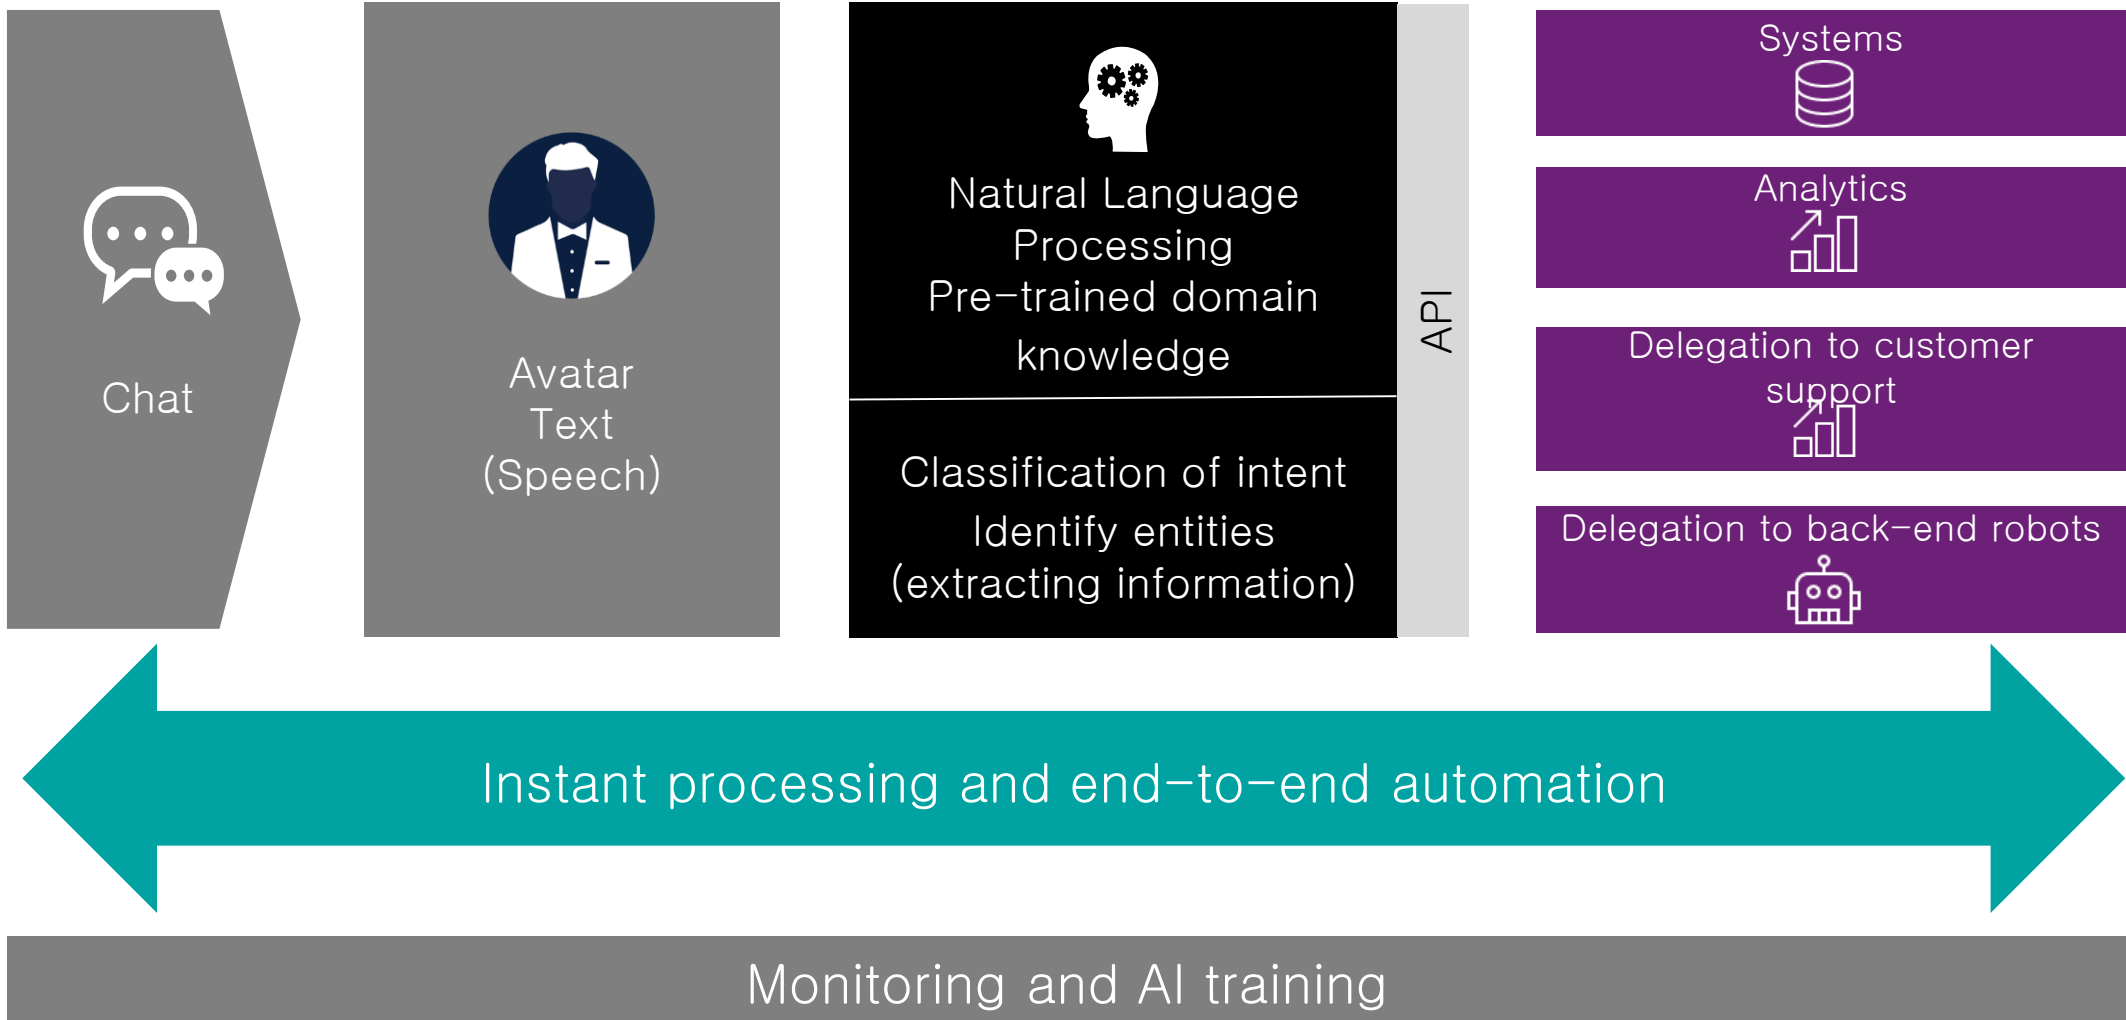 Chat
Avatar
Text
(Speech)
Natural Language
Processing
Pre-trained domain
knowledge
Classification of intent
Identify entities
(extracting information)
API
Systems
Analytics
Delegation to customer
support
Delegation to back-end robots
Instant processing and end-to-end automation
Monitoring and AI training